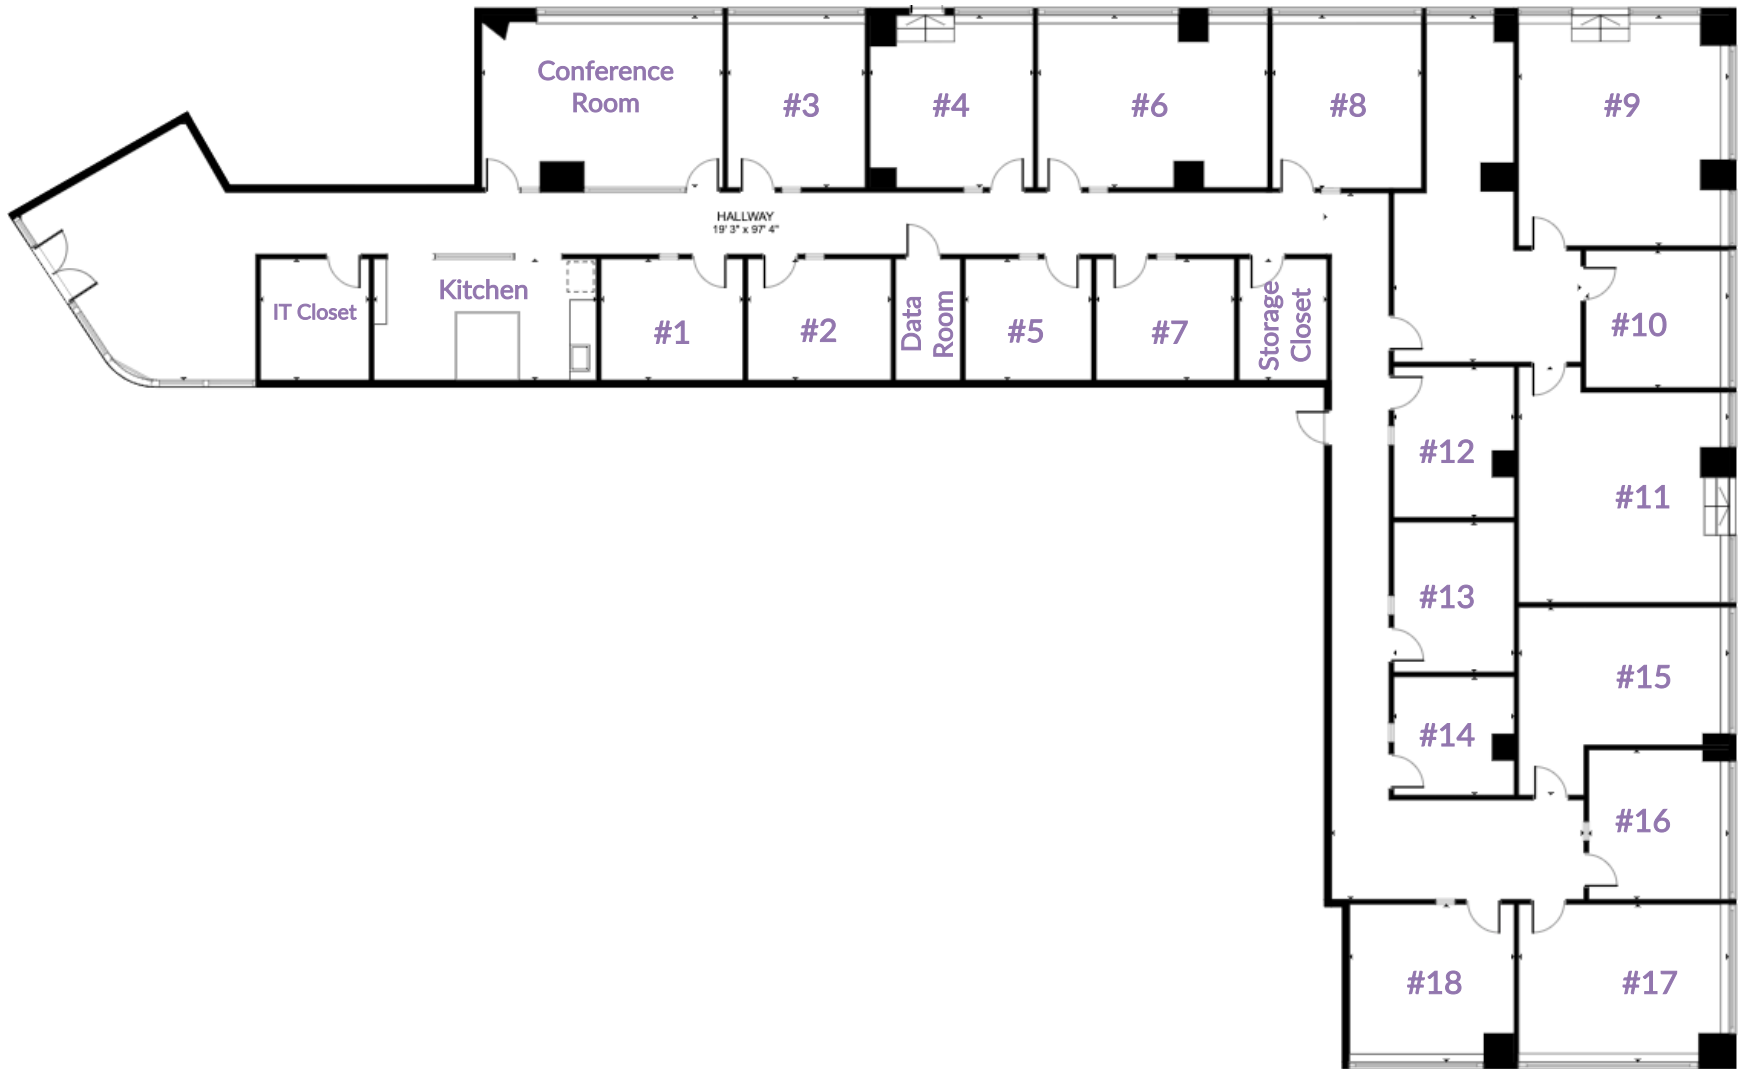 Conference
Room
#3
#4
#6
#8
#9
HALLWAY
19' 3" x 97' 4"
IT Closet
Kitchen
#1
#2
Data
Room
#5
#7
Storage
Closet
#10
#12
#11
#13
#15
#14
#16
#18
#17